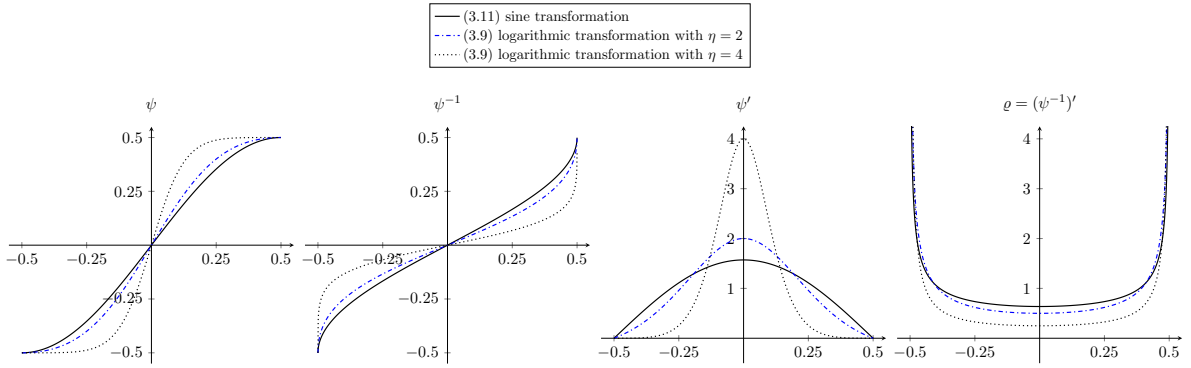 (3.11) sine transformation
(3.9) logarithmic transformation with η = 2
(3.9) logarithmic transformation with η = 4
ψ
0.5
0.25
−0.5 −0.25 0.25 0.5
−0.25
−0.5
ψ⁻¹
0.5
0.25
−0.5 −0.25 0.25 0.5
−0.25
−0.5
ψ′
4
3
2
1
−0.5 −0.25 0.25 0.5
ϱ = (ψ⁻¹)′
4
3
2
1
−0.5 −0.25 0.25 0.5